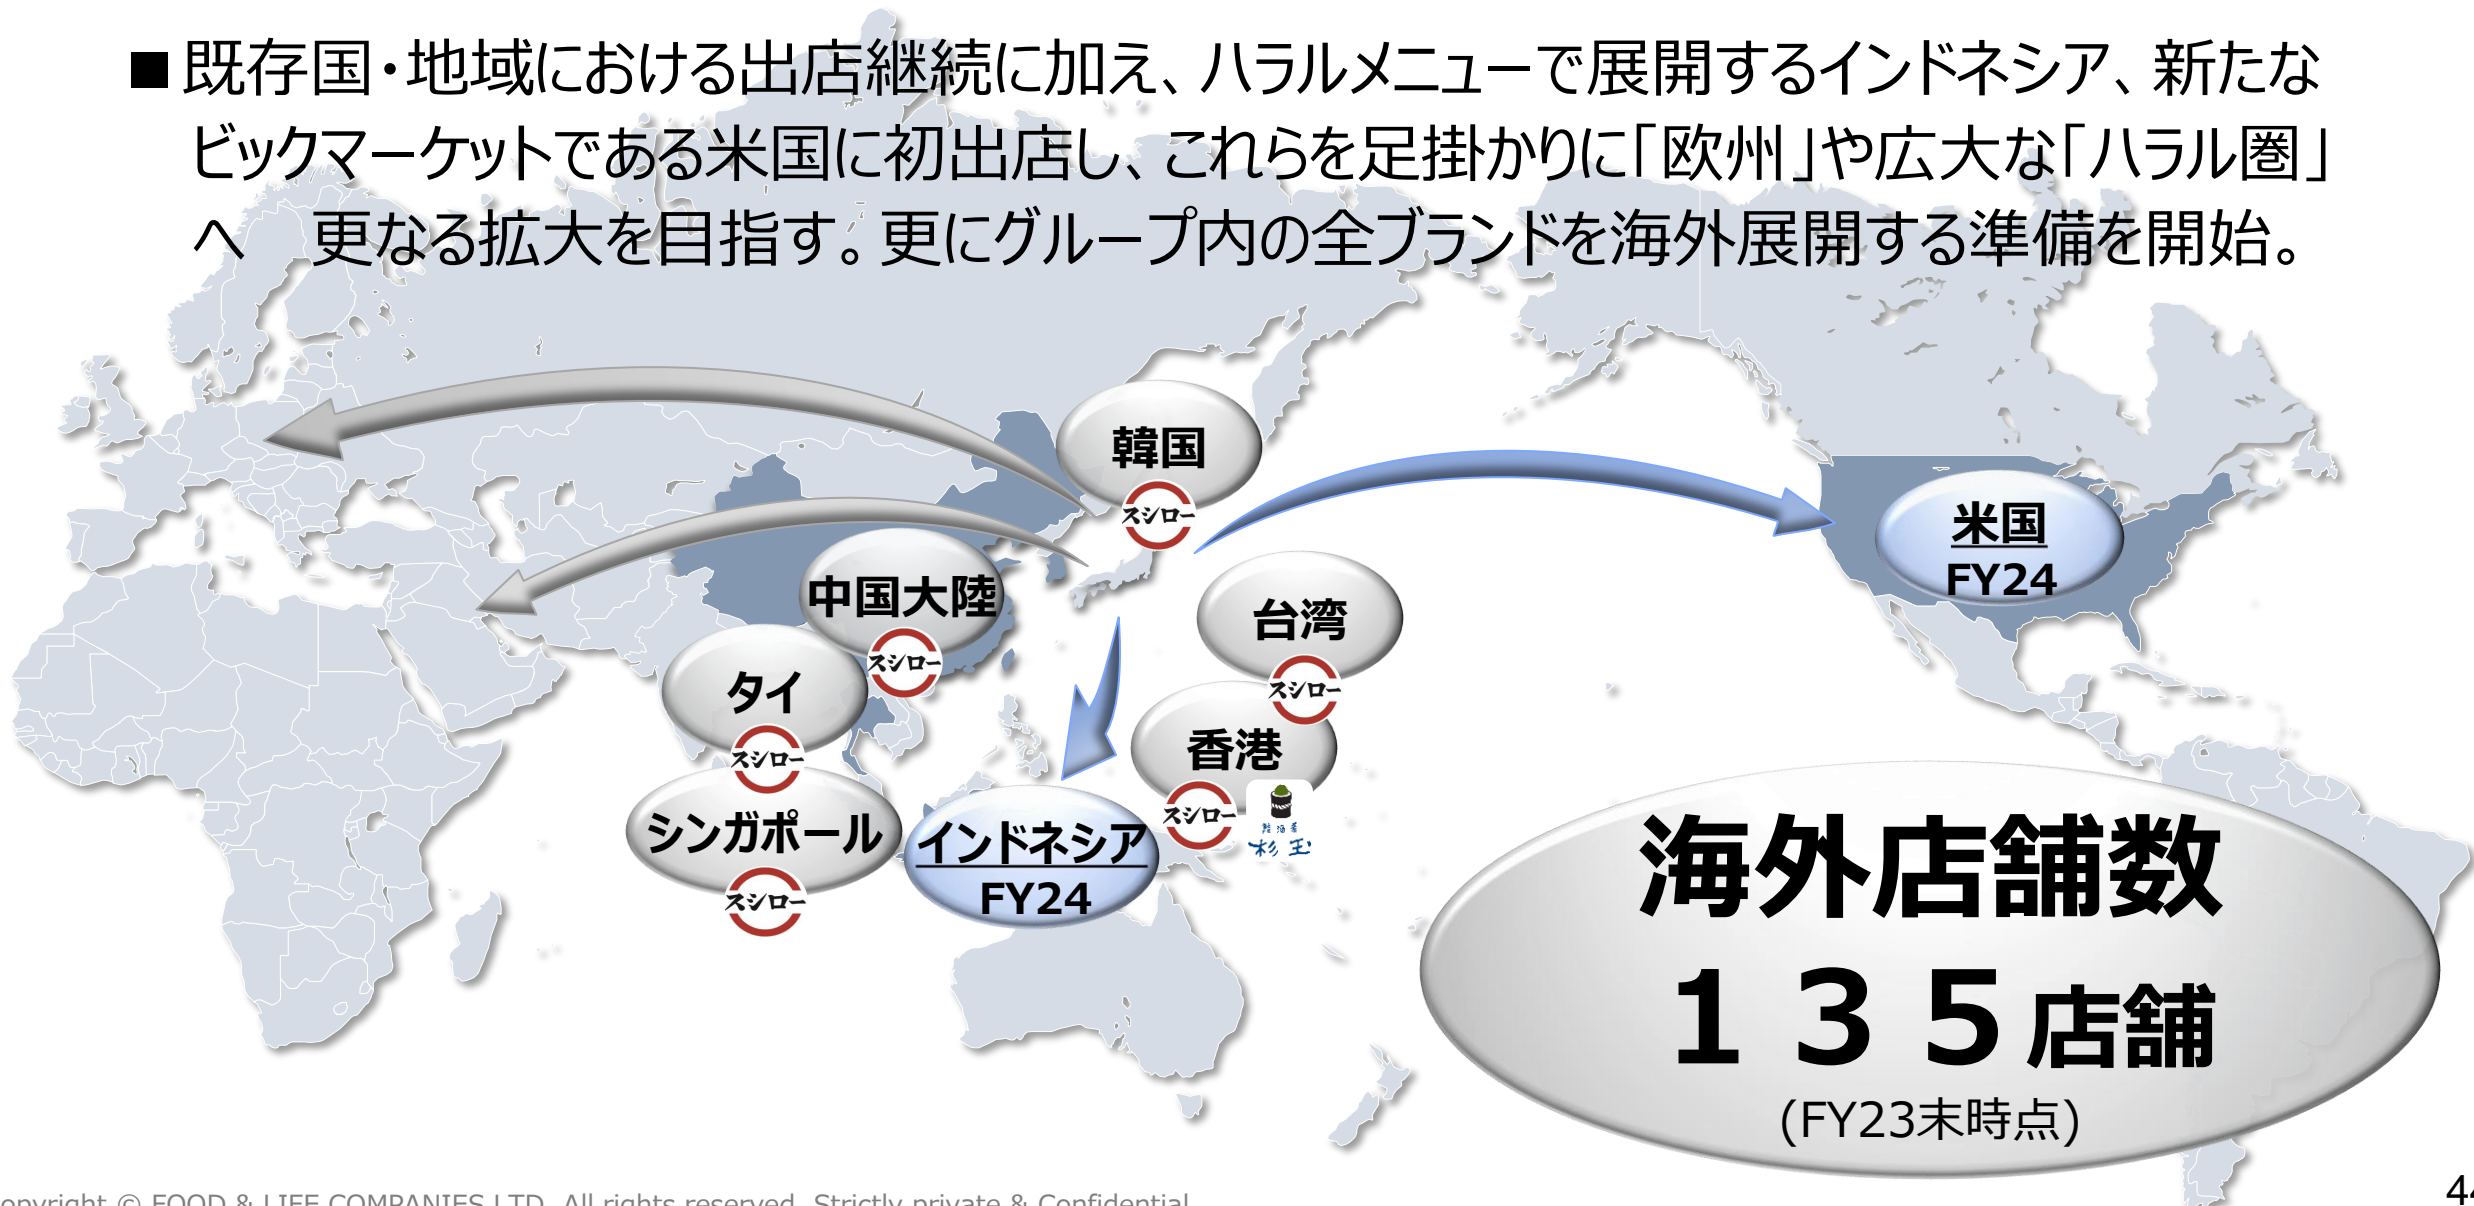 ■既存国・地域における出店継続に加え、ハラルメニューで展開するインドネシア、新たな
ビックマーケットである米国に初出店し、これらを足掛かりに「欧州」や広大な「ハラル圏」
へ　更なる拡大を目指す。更にグループ内の全ブランドを海外展開する準備を開始。
韓国
スシロー
米国
FY24
中国大陸
スシロー
台湾
スシロー
タイ
スシロー
香港
スシロー
鮨酒肴
杉玉
シンガポール
スシロー
インドネシア
FY24
海外店舗数
１３５店舗
(FY23末時点)
opyright © FOOD & LIFE COMPANIES LTD. All rights reserved. Strictly private & Confidential
44